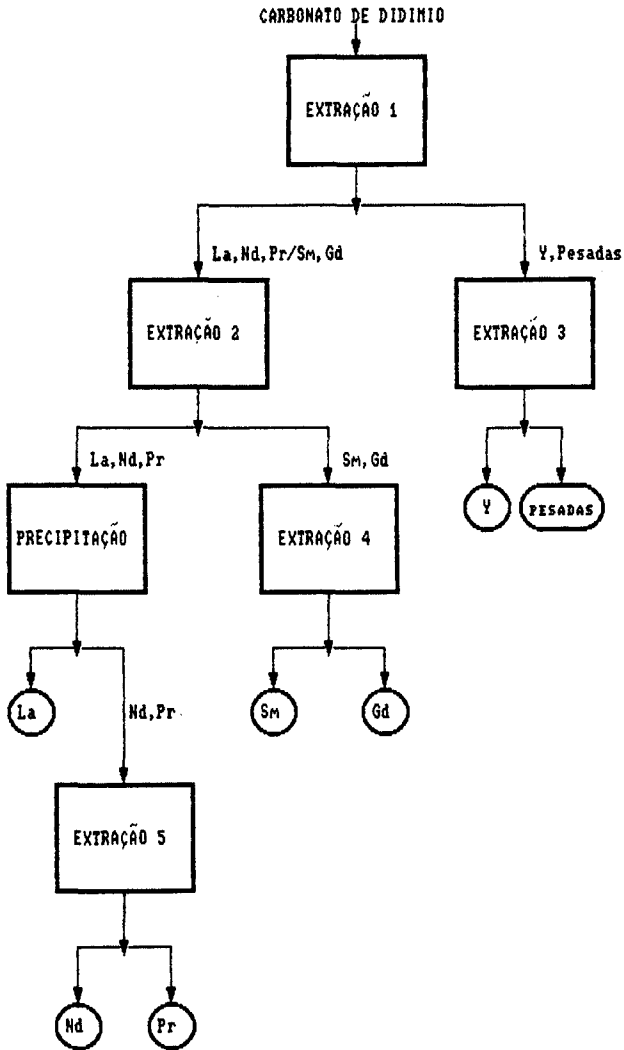 CARBONATO DE DIDIMIO
EXTRAÇÃO 1
La,Nd,Pr/Sm,Gd
Y,Pesadas
EXTRAÇÃO 2
EXTRAÇÃO 3
La,Nd,Pr
Sm,Gd
Y
PESADAS
PRECIPITAÇÃO
EXTRAÇÃO 4
La
Nd,Pr
Sm
Gd
EXTRAÇÃO 5
Nd
Pr